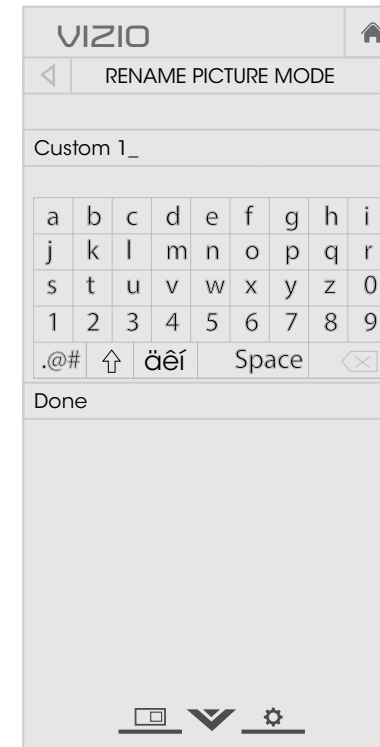 VIZIO
RENAME PICTURE MODE
Custom 1_
a b c d e f g h i
j k l m n o p q r
s t u v w x y z 0
1 2 3 4 5 6 7 8 9
.@# äêí Space
Done